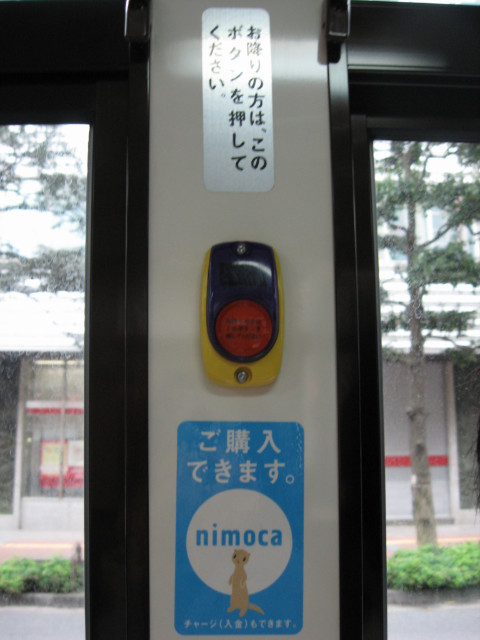 お降りの方は、この
ボタンを押して
ください。
ご購入
できます。
nimoca
チャージ(入金)もできます。